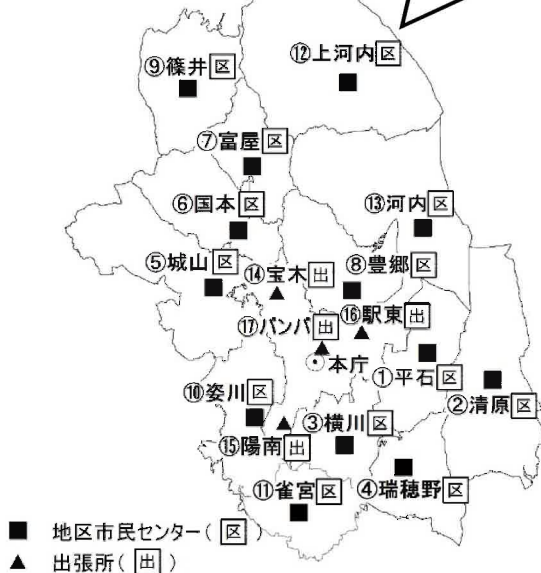 ⑨篠井 区
⑫上河内 区
⑦富屋 区
⑥国本 区
⑬河内 区
⑤城山 区
⑭宝木 出
⑧豊郷 区
⑯駅東 出
⑰バンバ 出
本庁
①平石 区
②清原 区
⑩姿川 区
③横川 区
⑮陽南 出
⑪雀宮 区
④瑞穂野 区
■ 地区市民センター( 区 )
▲ 出張所( 出 )